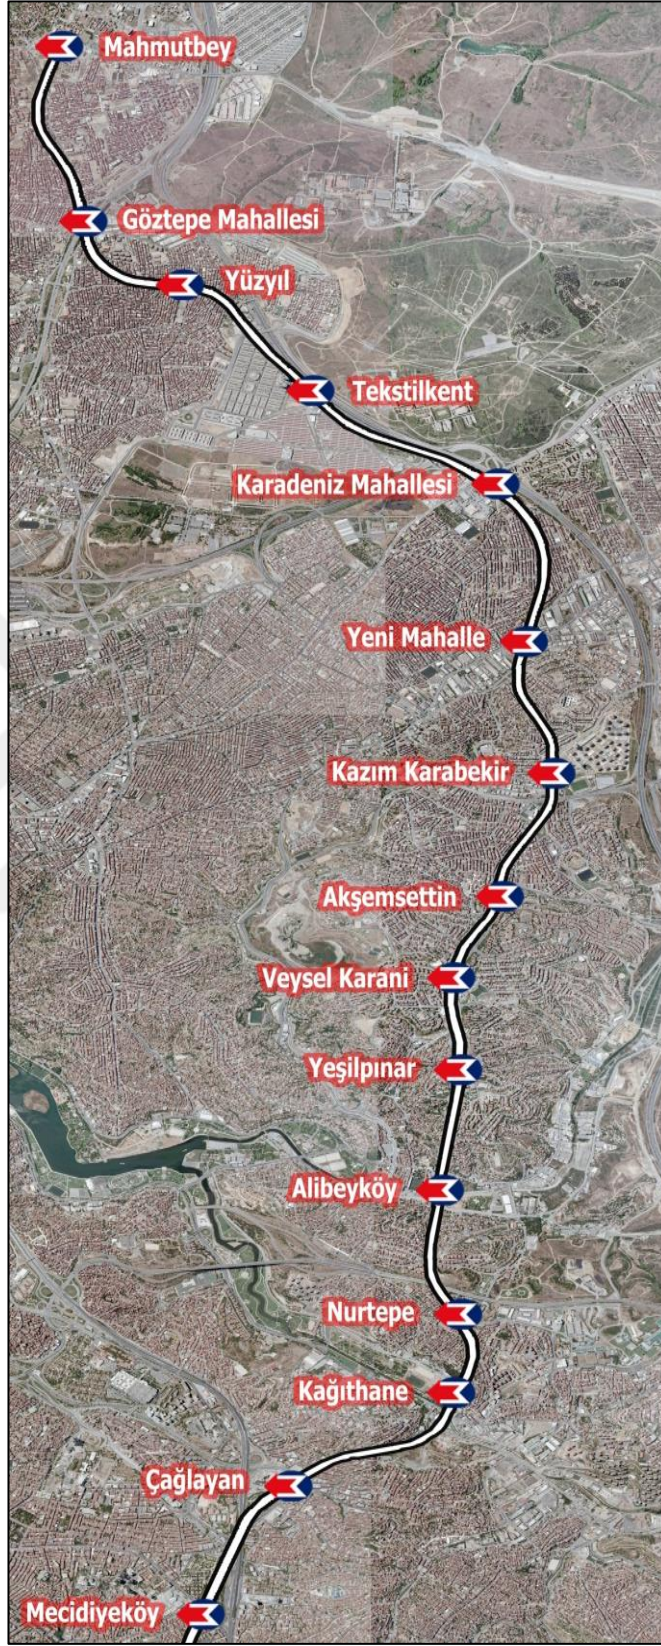 Mahmutbey
Göztepe Mahallesi
Yüzyıl
Tekstilkent
Karadeniz Mahallesi
Yeni Mahalle
Kazım Karabekir
Akşemsettin
Veysel Karani
Yeşilpınar
Alibeyköy
Nurtepe
Kağıthane
Çağlayan
Mecidiyeköy